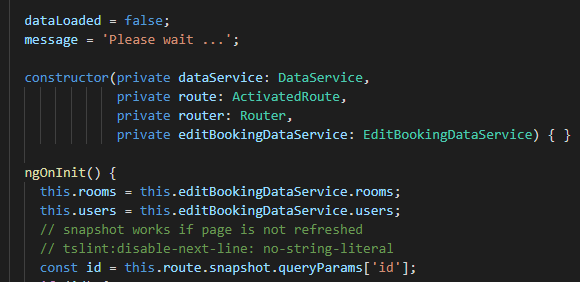 dataLoaded = false;
message = 'Please wait ...';
constructor(private dataService: DataService,
private route: ActivatedRoute,
private router: Router,
private editBookingDataService: EditBookingDataService) { }
ngOnInit() {
this.rooms = this.editBookingDataService.rooms;
this.users = this.editBookingDataService.users;
// snapshot works if page is not refreshed
// tslint:disable-next-line: no-string-literal
const id = this.route.snapshot.queryParams['id'];